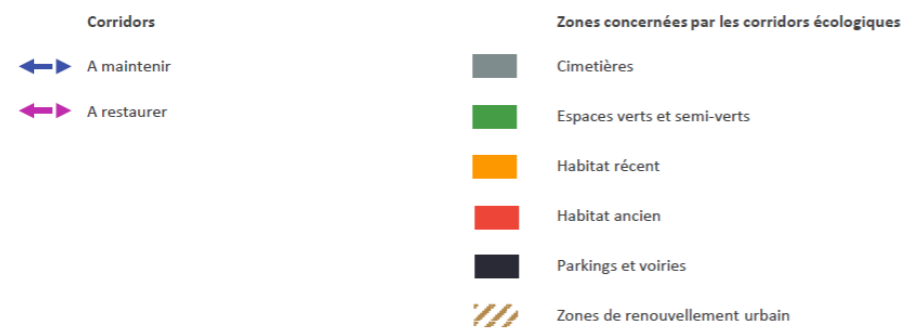 Corridors
A maintenir
A restaurer
Zones concernées par les corridors écologiques
Cimetières
Espaces verts et semi-verts
Habitat récent
Habitat ancien
Parkings et voiries
Zones de renouvellement urbain